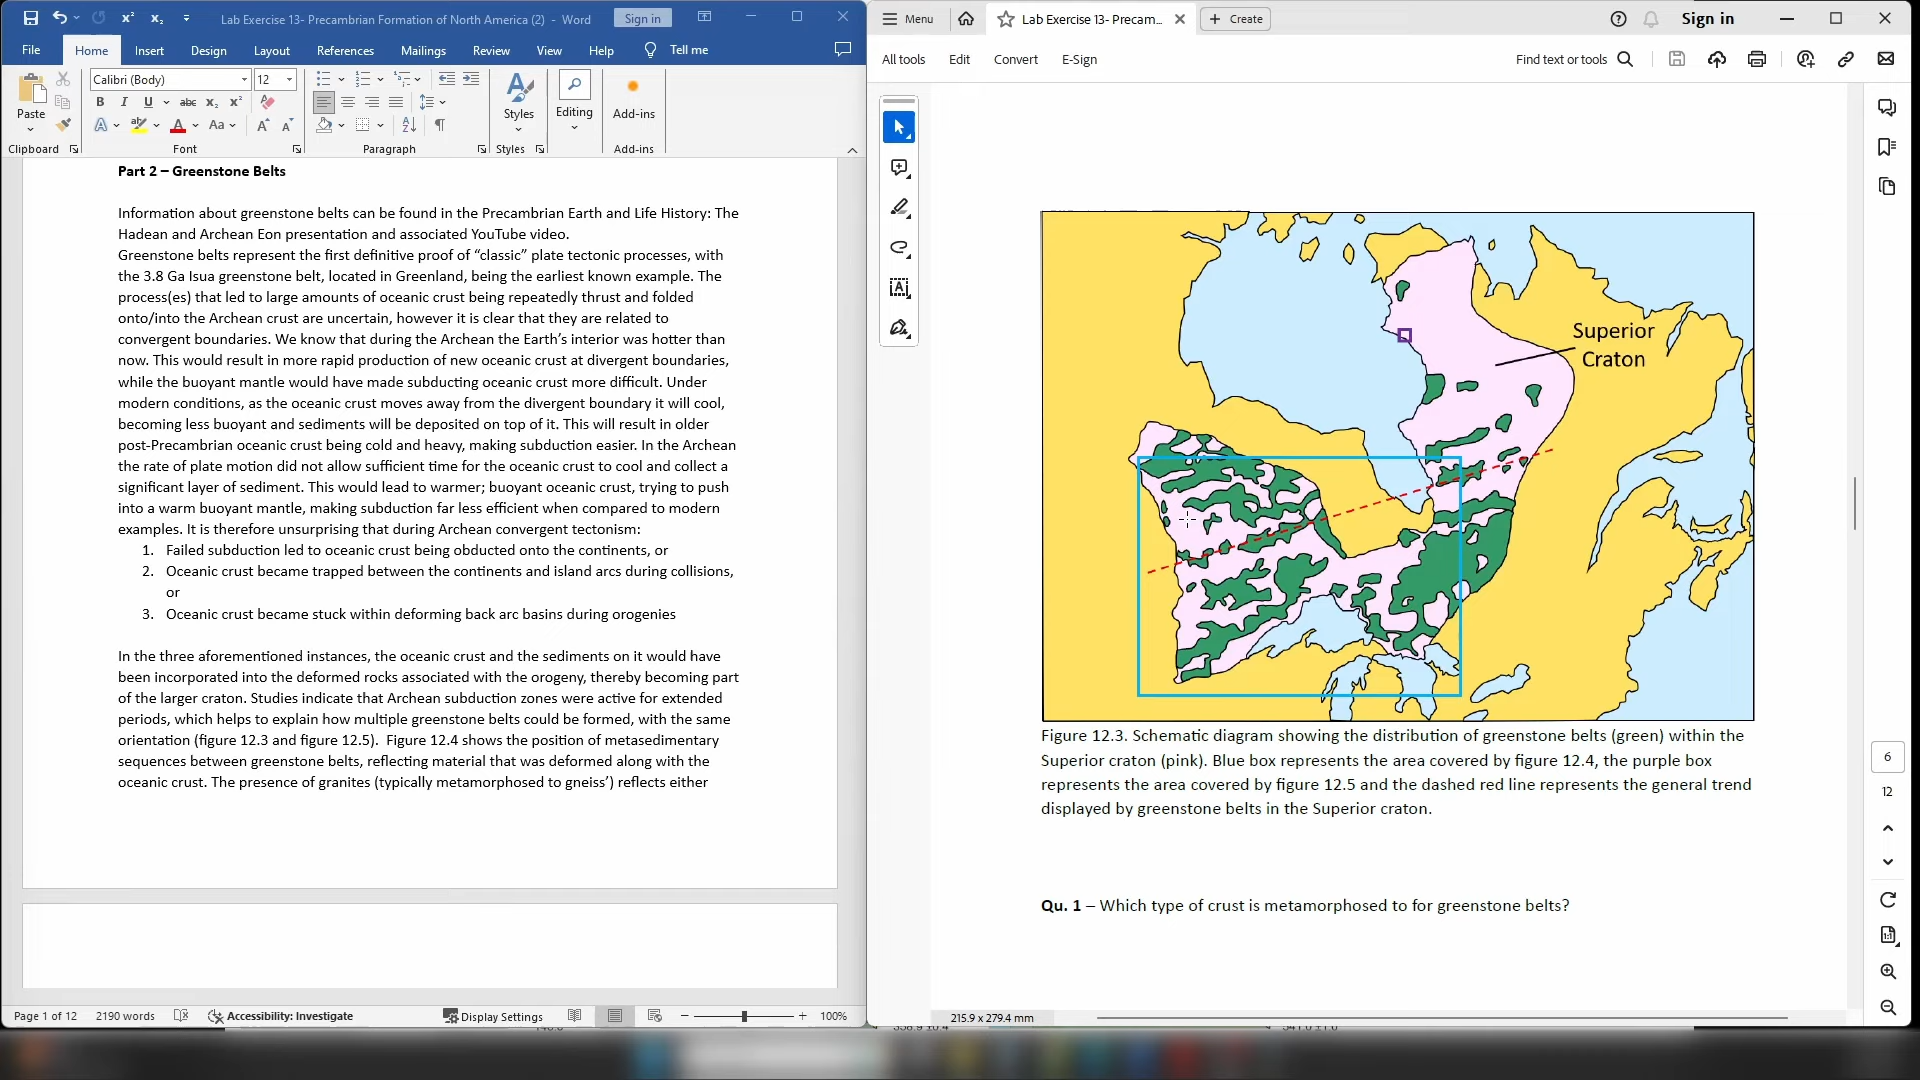 Lab Exercise 13- Precambrian Formation of North America (2) - Word
Sign in
File Home Insert Design Layout References Mailings Review View Help Tell me
Calibri (Body) 12
Paste
Styles
Editing
Add-ins
Clipboard Font Paragraph Styles Add-ins
Part 2 – Greenstone Belts
Information about greenstone belts can be found in the Precambrian Earth and Life History: The
Hadean and Archean Eon presentation and associated YouTube video.
Greenstone belts represent the first definitive proof of “classic” plate tectonic processes, with
the 3.8 Ga Isua greenstone belt, located in Greenland, being the earliest known example. The
process(es) that led to large amounts of oceanic crust being repeatedly thrust and folded
onto/into the Archean crust are uncertain, however it is clear that they are related to
convergent boundaries. We know that during the Archean the Earth’s interior was hotter than
now. This would result in more rapid production of new oceanic crust at divergent boundaries,
while the buoyant mantle would have made subducting oceanic crust more difficult. Under
modern conditions, as the oceanic crust moves away from the divergent boundary it will cool,
becoming less buoyant and sediments will be deposited on top of it. This will result in older
post-Precambrian oceanic crust being cold and heavy, making subduction easier. In the Archean
the rate of plate motion did not allow sufficient time for the oceanic crust to cool and collect a
significant layer of sediment. This would lead to warmer; buoyant oceanic crust, trying to push
into a warm buoyant mantle, making subduction far less efficient when compared to modern
examples. It is therefore unsurprising that during Archean convergent tectonism:
1. Failed subduction led to oceanic crust being obducted onto the continents, or
2. Oceanic crust became trapped between the continents and island arcs during collisions,
or
3. Oceanic crust became stuck within deforming back arc basins during orogenies
In the three aforementioned instances, the oceanic crust and the sediments on it would have
been incorporated into the deformed rocks associated with the orogeny, thereby becoming part
of the larger craton. Studies indicate that Archean subduction zones were active for extended
periods, which helps to explain how multiple greenstone belts could be formed, with the same
orientation (figure 12.3 and figure 12.5). Figure 12.4 shows the position of metasedimentary
sequences between greenstone belts, reflecting material that was deformed along with the
oceanic crust. The presence of granites (typically metamorphosed to gneiss’) reflects either
Page 1 of 12 2190 words Accessibility: Investigate Display Settings 100%
Menu Lab Exercise 13- Precam... Create Sign in
All tools Edit Convert E-Sign Find text or tools
Superior
Craton
Figure 12.3. Schematic diagram showing the distribution of greenstone belts (green) within the
Superior craton (pink). Blue box represents the area covered by figure 12.4, the purple box
represents the area covered by figure 12.5 and the dashed red line represents the general trend
displayed by greenstone belts in the Superior craton.
Qu. 1 – Which type of crust is metamorphosed to for greenstone belts?
6
12
215.9 x 279.4 mm